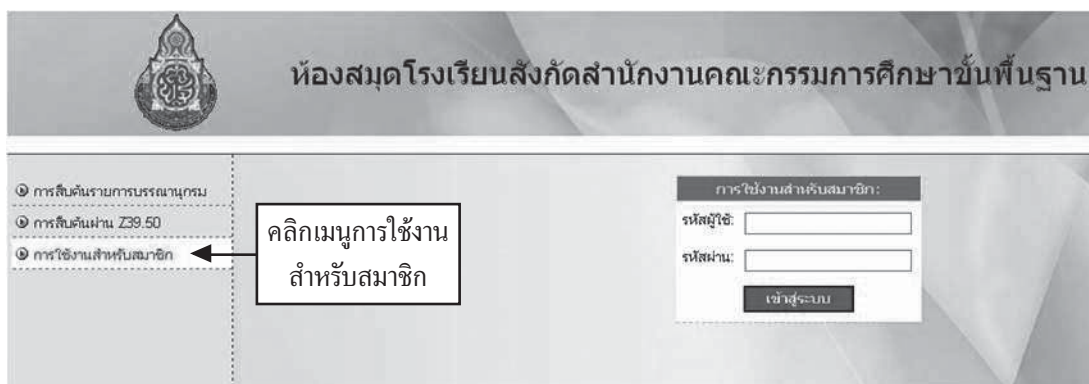 ห้องสมุดโรงเรียนสังกัดสำนักงานคณะกรรมการศึกษาขั้นพื้นฐาน
การสืบค้นรายการบรรณานุกรม
การสืบค้นผ่าน Z39.50
การใช้งานสำหรับสมาชิก
คลิกเมนูการใช้งาน
สำหรับสมาชิก
การใช้งานสำหรับสมาชิก:
รหัสผู้ใช้:
รหัสผ่าน:
เข้าสู่ระบบ